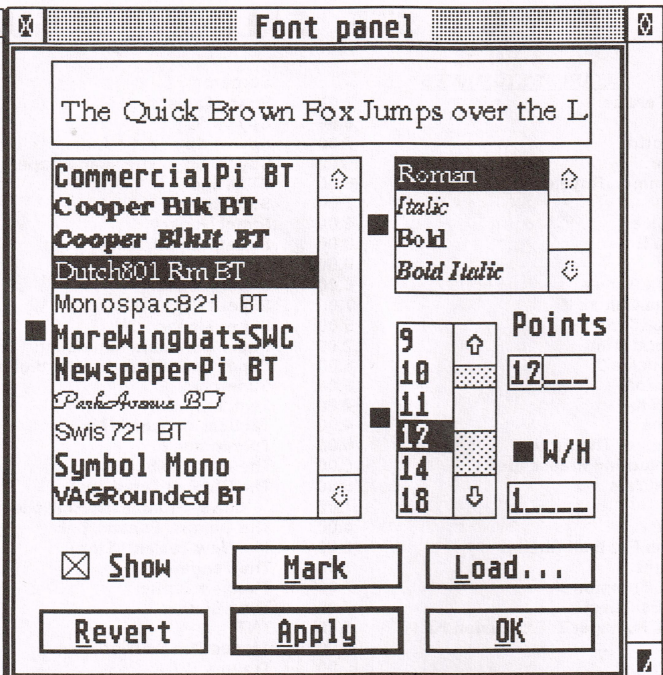 Font panel
The Quick Brown Fox Jumps over the L
CommercialPi BT
Cooper Blk BT
Cooper BlkIt BT
Dutch801 Rm BT
Monospac821 BT
MoreWingbatsSWC
NewspaperPi BT
ParkAvenue BT
Swis721 BT
Symbol Mono
VAGRounded BT
Roman
Italic
Bold
Bold Italic
9
10
11
12
14
18
Points
12___
W/H
1_____
Show
Mark
Load...
Revert
Apply
OK